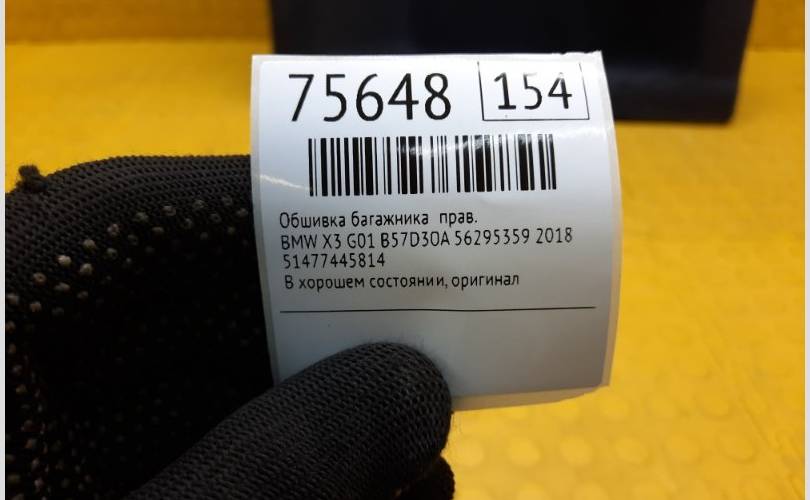 75648 154
Обшивка багажника прав.
BMW X3 G01 B57D30A 56295359 2018
51477445814
В хорошем состоянии, оригинал